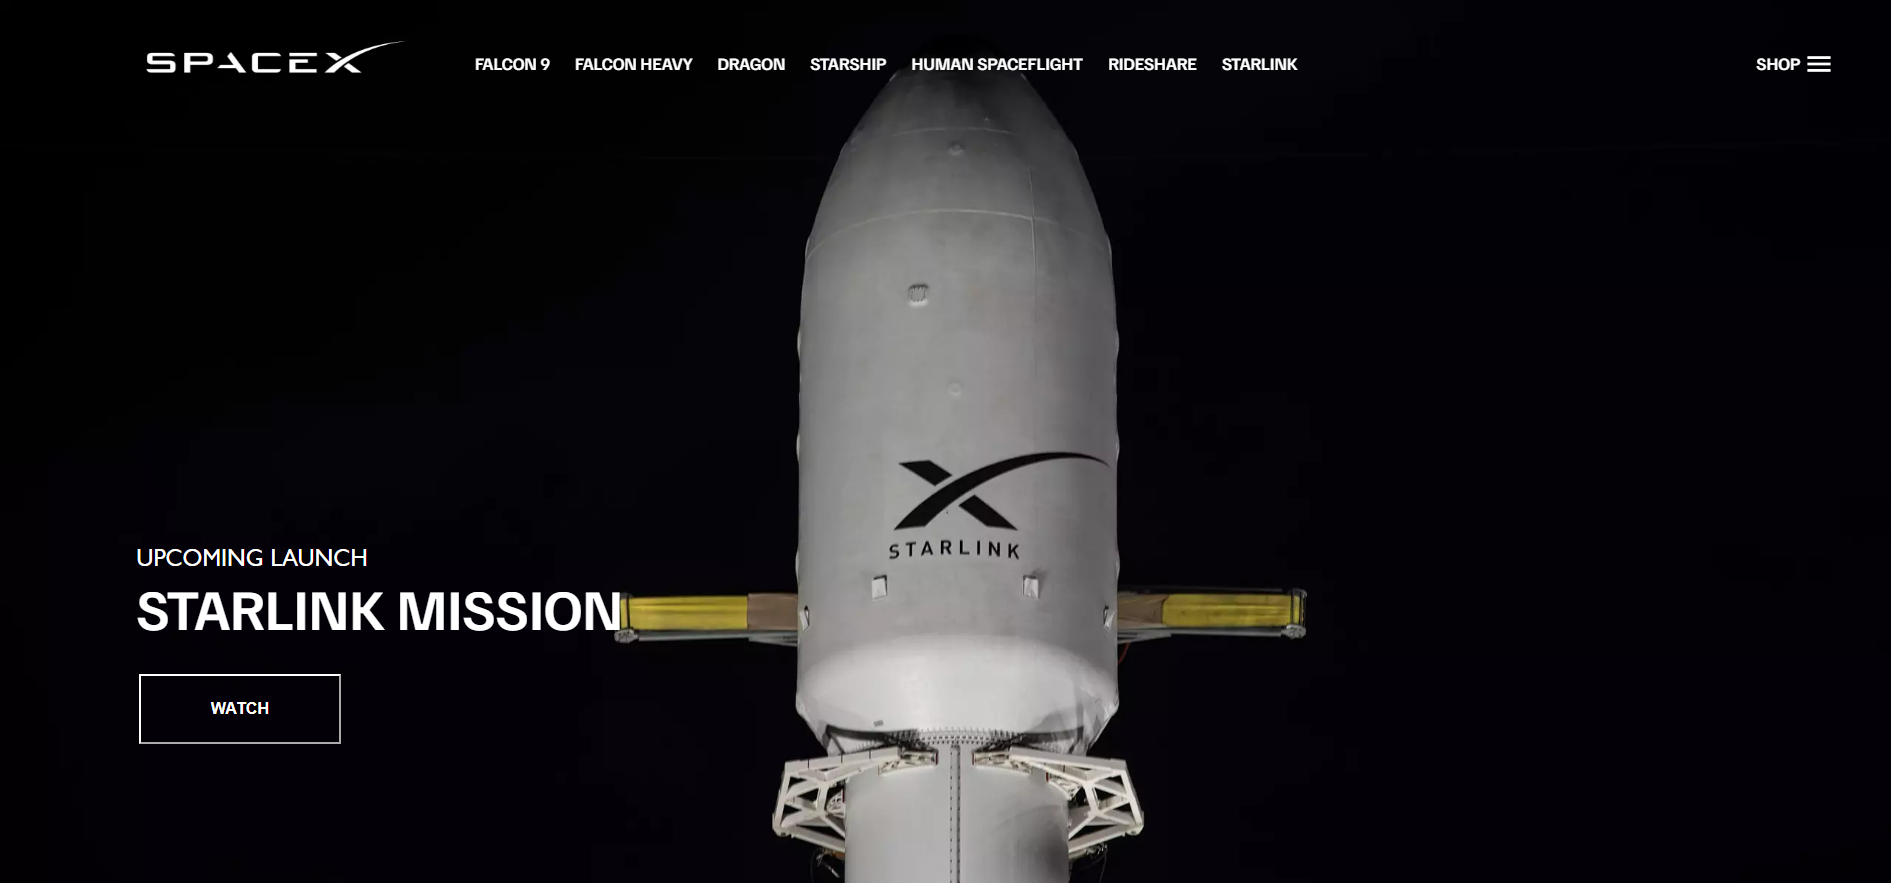 SPACEX
FALCON 9 FALCON HEAVY DRAGON STARSHIP HUMAN SPACEFLIGHT RIDESHARE STARLINK SHOP
STARLINK
UPCOMING LAUNCH
STARLINK MISSION
WATCH